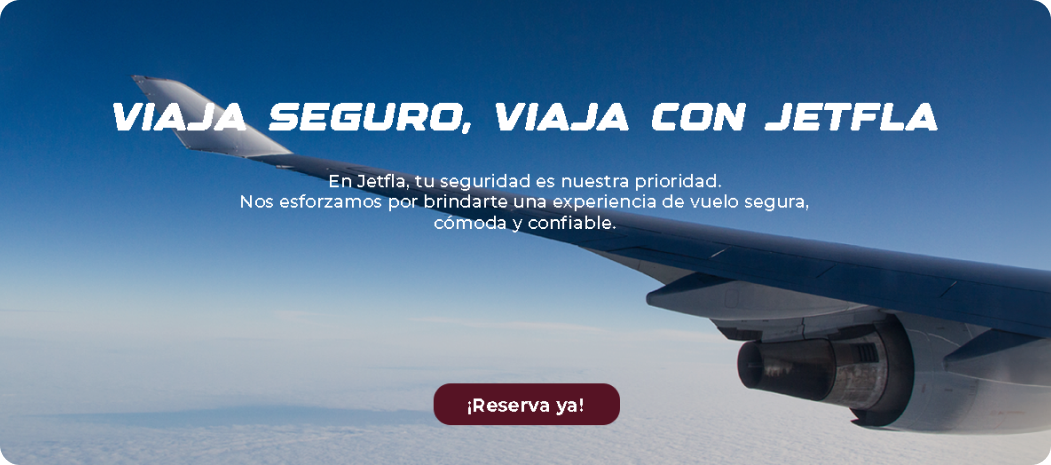 VIAJA SEGURO, VIAJA CON JETFLA
En Jetfla, tu seguridad es nuestra prioridad.
Nos esforzamos por brindarte una experiencia de vuelo segura,
cómoda y confiable.
¡Reserva ya!